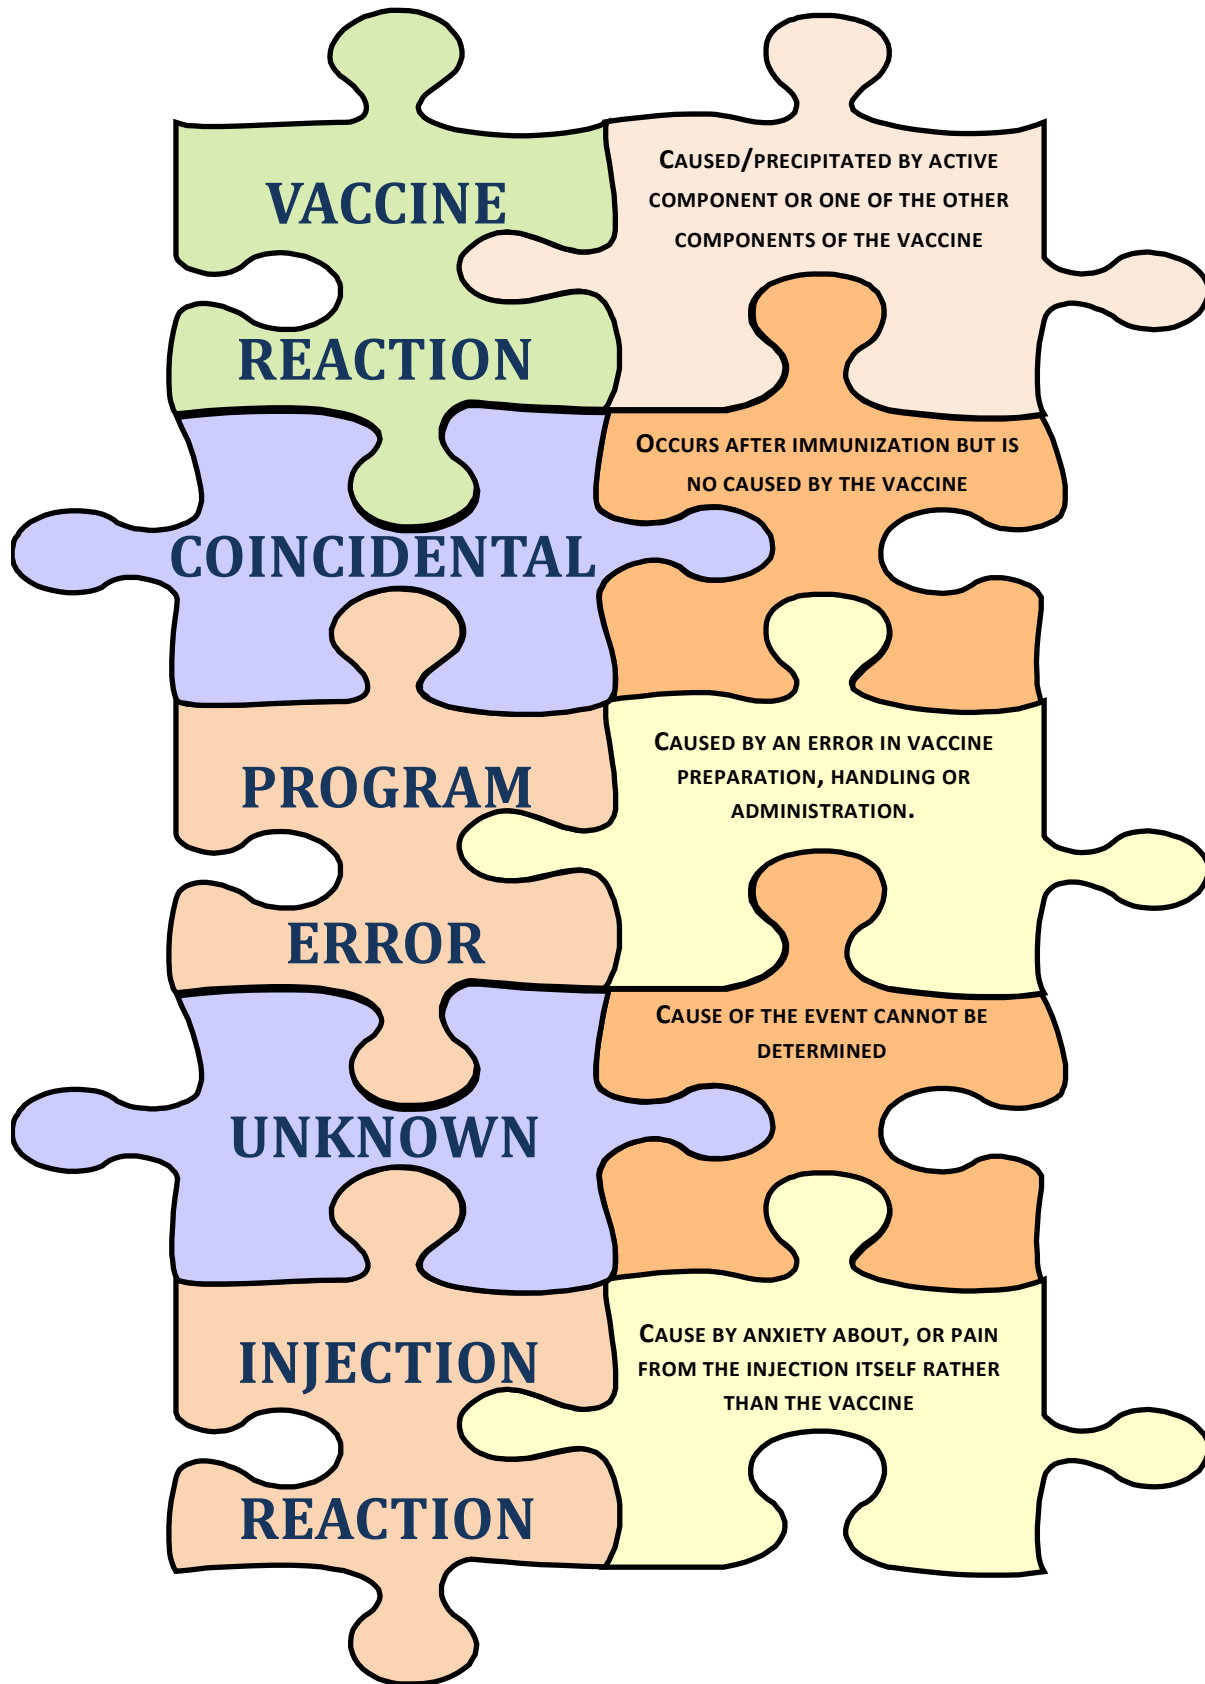 VACCINE
REACTION
Caused/precipitated by active
component or one of the other
components of the vaccine
COINCIDENTAL
Occurs after immunization but is
no caused by the vaccine
PROGRAM
ERROR
Caused by an error in vaccine
preparation, handling or
administration.
UNKNOWN
Cause of the event cannot be
determined
INJECTION
REACTION
Cause by anxiety about, or pain
from the injection itself rather
than the vaccine